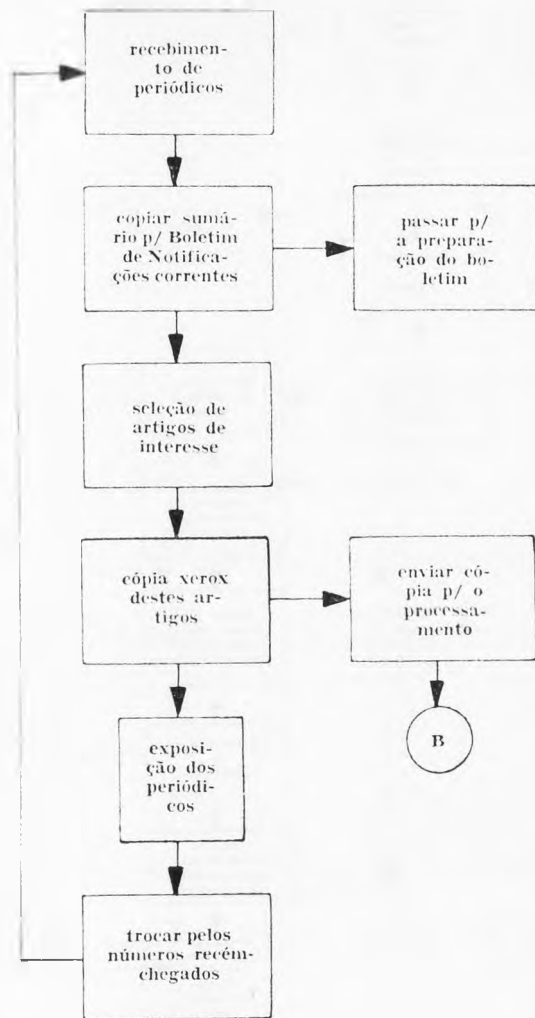 recebimen-
to de
periódicos
copiar sumá-
rio p/ Boletim
de Notifica-
ções correntes
passar p/
a prepara-
ção do bo-
letim
seleção de
artigos de
interesse
cópia xerox
destes ar-
tigos
enviar có-
pia p/ o
processa-
mento
B
exposi-
ção dos
periódi-
cos
trocar pelos
números recém-
chegados